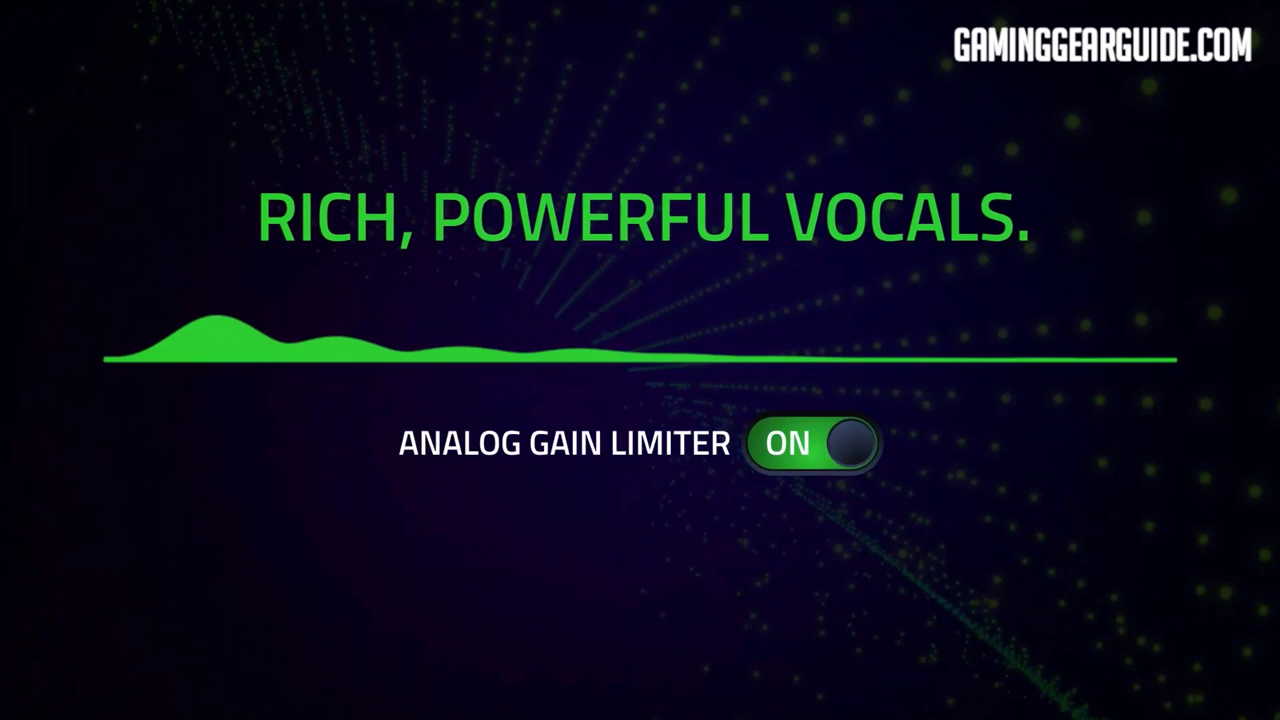 GAMINGGEARGUIDE.COM
RICH, POWERFUL VOCALS.
ANALOG GAIN LIMITER ON